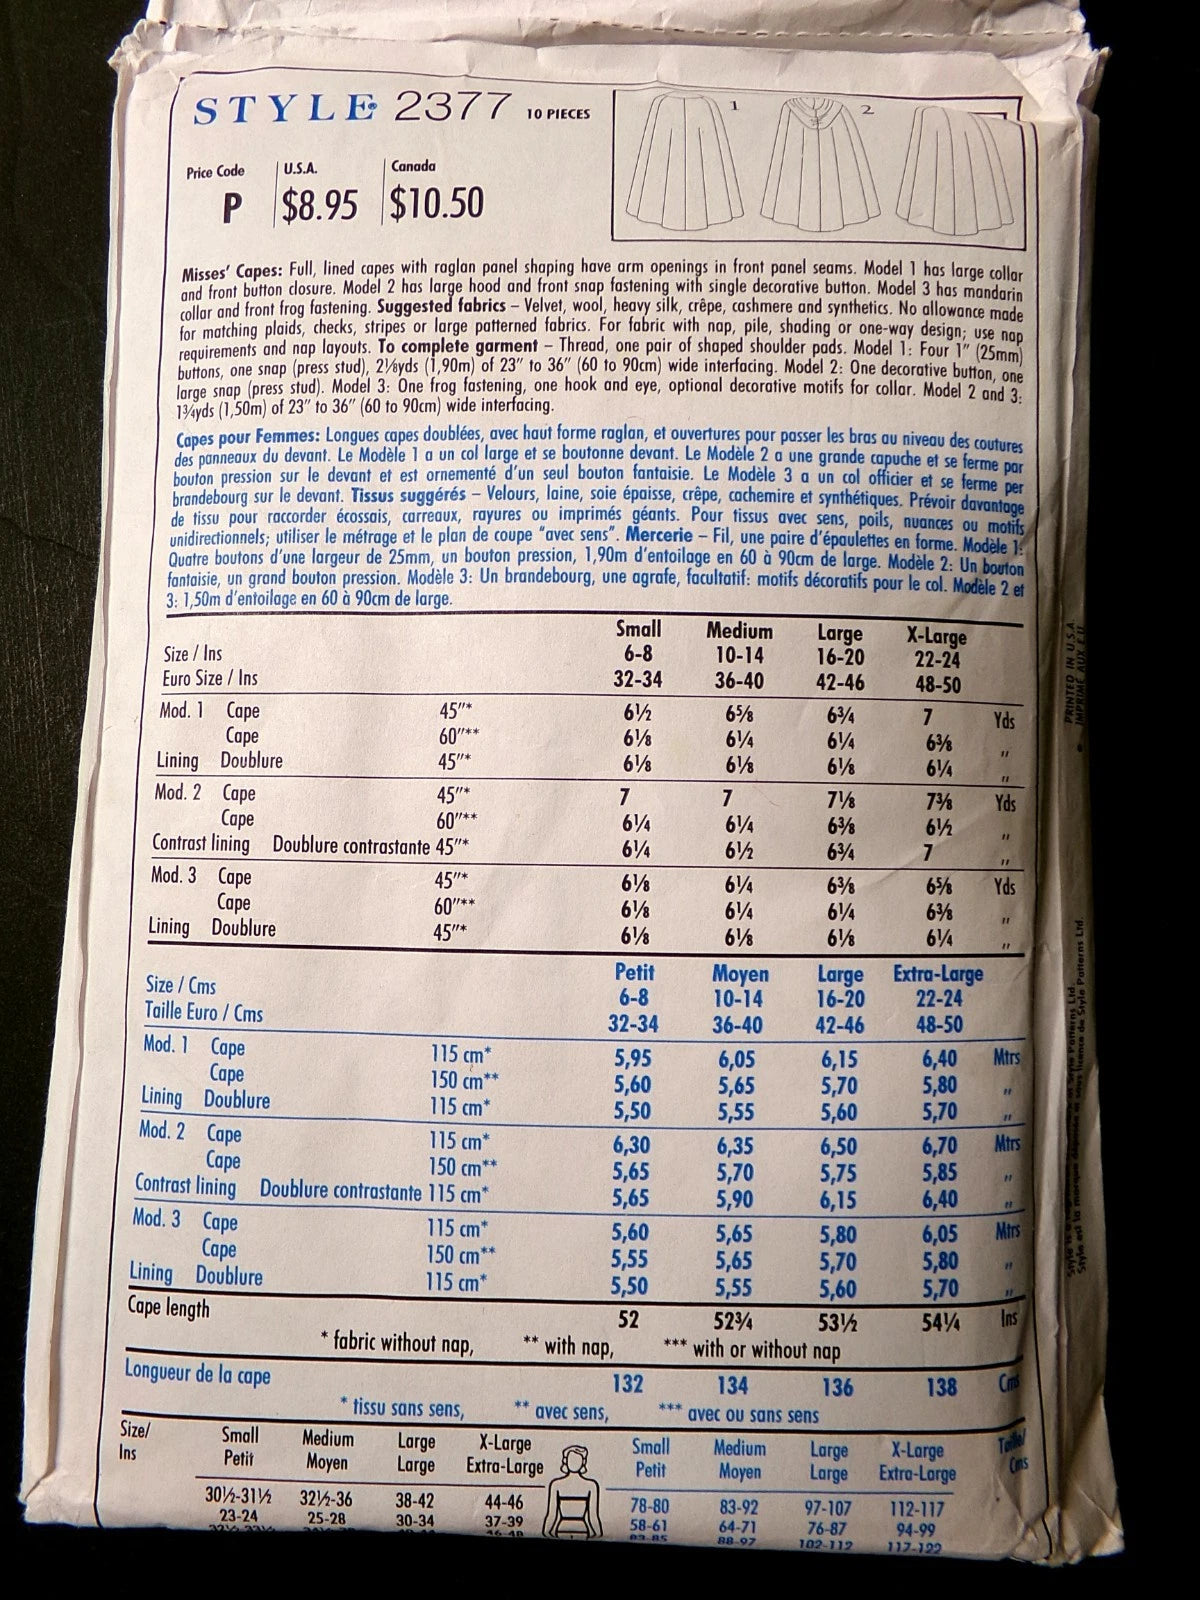 STYLE® 2377 10 PIECES
1 2
Price Code U.S.A. Canada
P $8.95 $10.50
Misses' Capes: Full, lined capes with raglan panel shaping have arm openings in front panel seams. Model 1 has large collar
and front button closure. Model 2 has large hood and front snap fastening with single decorative button. Model 3 has mandarin
collar and front frog fastening. Suggested fabrics – Velvet, wool, heavy silk, crêpe, cashmere and synthetics. No allowance made
for matching plaids, checks, stripes or large patterned fabrics. For fabric with nap, pile, shading or one-way design; use nap
requirements and nap layouts. To complete garment – Thread, one pair of shaped shoulder pads. Model 1: Four 1" (25mm)
buttons, one snap (press stud), 2⅛yds (1,90m) of 23" to 36" (60 to 90cm) wide interfacing. Model 2: One decorative button, one
large snap (press stud). Model 3: One frog fastening, one hook and eye, optional decorative motifs for collar. Model 2 and 3:
1¾yds (1,50m) of 23" to 36" (60 to 90cm) wide interfacing.
Capes pour Femmes: Longues capes doublées, avec haut forme raglan, et ouvertures pour passer les bras au niveau des coutures
des panneaux du devant. Le Modèle 1 a un col large et se boutonne devant. Le Modèle 2 a une grande capuche et se ferme par
bouton pression sur le devant et est ornementé d'un seul bouton fantaisie. Le Modèle 3 a un col officier et se ferme per
brandebourg sur le devant. Tissus suggérés – Velours, laine, soie épaisse, crêpe, cachemire et synthétiques. Prévoir davantage
de tissu pour raccorder écossais, carreaux, rayures ou imprimés géants. Pour tissus avec sens, poils, nuances ou motifs
unidirectionnels; utiliser le métrage et le plan de coupe "avec sens". Mercerie – Fil, une paire d'épaulettes en forme. Modèle 1:
Quatre boutons d'une largeur de 25mm, un bouton pression, 1,90m d'entoilage en 60 à 90cm de large. Modèle 2: Un bouton
fantaisie, un grand bouton pression. Modèle 3: Un brandebourg, une agrafe, facultatif: motifs décoratifs pour le col. Modèle 2 et
3: 1,50m d'entoilage en 60 à 90cm de large.
Small Medium Large X-Large
Size / Ins 6-8 10-14 16-20 22-24
Euro Size / Ins 32-34 36-40 42-46 48-50
Mod. 1 Cape 45"* 6½ 6⅝ 6¾ 7 Yds
Cape 60"** 6⅛ 6¼ 6¼ 6⅜ "
Lining Doublure 45"* 6⅛ 6⅛ 6⅛ 6¼ "
Mod. 2 Cape 45"* 7 7 7⅛ 7⅜ Yds
Cape 60"** 6¼ 6¼ 6⅜ 6½ "
Contrast lining Doublure contrastante 45"* 6¼ 6½ 6¾ 7 "
Mod. 3 Cape 45"* 6⅛ 6¼ 6⅜ 6⅝ Yds
Cape 60"** 6⅛ 6¼ 6¼ 6⅜ "
Lining Doublure 45"* 6⅛ 6⅛ 6⅛ 6¼ "
Petit Moyen Large Extra-Large
Size / Cms 6-8 10-14 16-20 22-24
Taille Euro / Cms 32-34 36-40 42-46 48-50
Mod. 1 Cape 115 cm* 5,95 6,05 6,15 6,40 Mtrs
Cape 150 cm** 5,60 5,65 5,70 5,80 "
Lining Doublure 115 cm* 5,50 5,55 5,60 5,70 "
Mod. 2 Cape 115 cm* 6,30 6,35 6,50 6,70 Mtrs
Cape 150 cm** 5,65 5,70 5,75 5,85 "
Contrast lining Doublure contrastante 115 cm* 5,65 5,90 6,15 6,40 "
Mod. 3 Cape 115 cm* 5,60 5,65 5,80 6,05 Mtrs
Cape 150 cm** 5,55 5,65 5,70 5,80 "
Lining Doublure 115 cm* 5,50 5,55 5,60 5,70 "
Cape length 52 52¾ 53½ 54¼ Ins
* fabric without nap, ** with nap, *** with or without nap
Longueur de la cape 132 134 136 138 Cms
* tissu sans sens, ** avec sens, *** avec ou sans sens
Size/ Small Medium Large X-Large Small Medium Large X-Large Taille/
Ins Petit Moyen Large Extra-Large Petit Moyen Large Extra-Large Cms
30½-31½ 32½-36 38-42 44-46 78-80 83-92 97-107 112-117
23-24 25-28 30-34 37-39 58-61 64-71 76-87 94-99
46-48 83-85 88-97 102-112 117-122
PRINTED IN U.S.A.
IMPRIMÉ AUX É.U.
Style Patterns Ltd.
Style est la marque sous licence de Style Patterns Ltd.